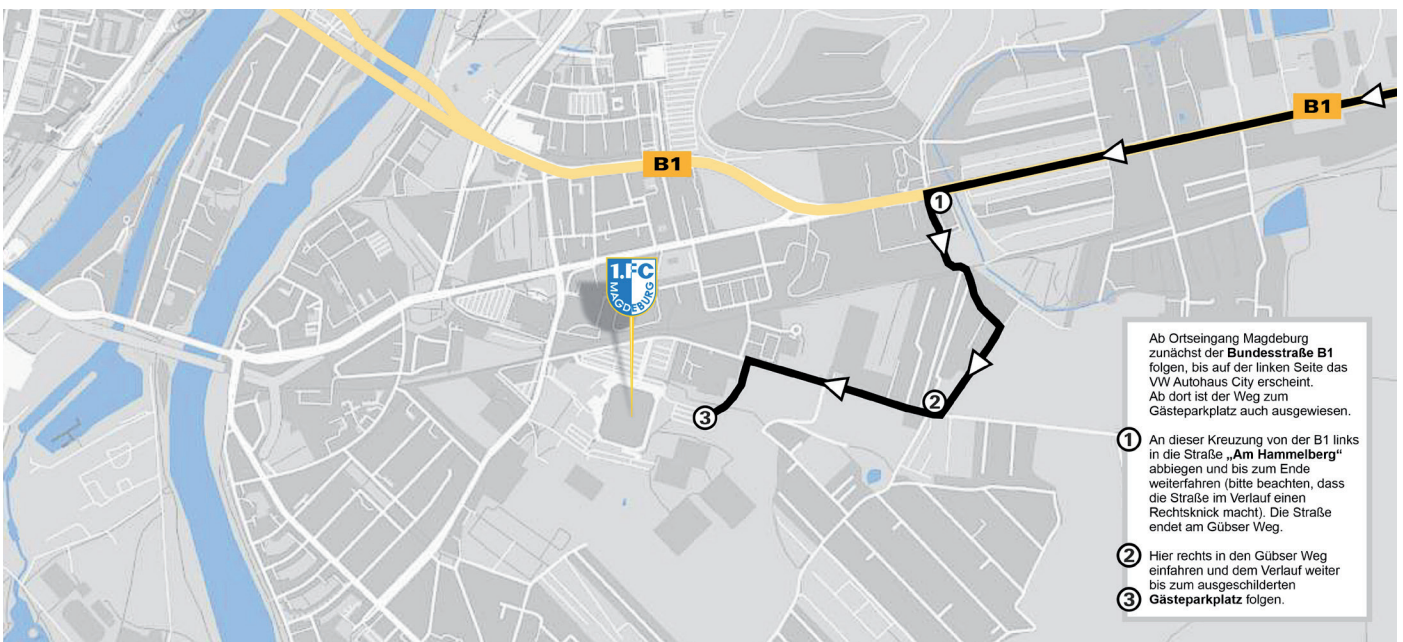 B1
B1
1
1.FC
MAGDEBURG
2
3
Ab Ortseingang Magdeburg
zunächst der Bundesstraße B1
folgen, bis auf der linken Seite das
VW Autohaus City erscheint.
Ab dort ist der Weg zum
Gästeparkplatz auch ausgewiesen.
1 An dieser Kreuzung von der B1 links
in die Straße „Am Hammelberg“
abbiegen und bis zum Ende
weiterfahren (bitte beachten, dass
die Straße im Verlauf einen
Rechtsknick macht). Die Straße
endet am Gübser Weg.
2 Hier rechts in den Gübser Weg
einfahren und dem Verlauf weiter
bis zum ausgeschilderten
3 Gästeparkplatz folgen.